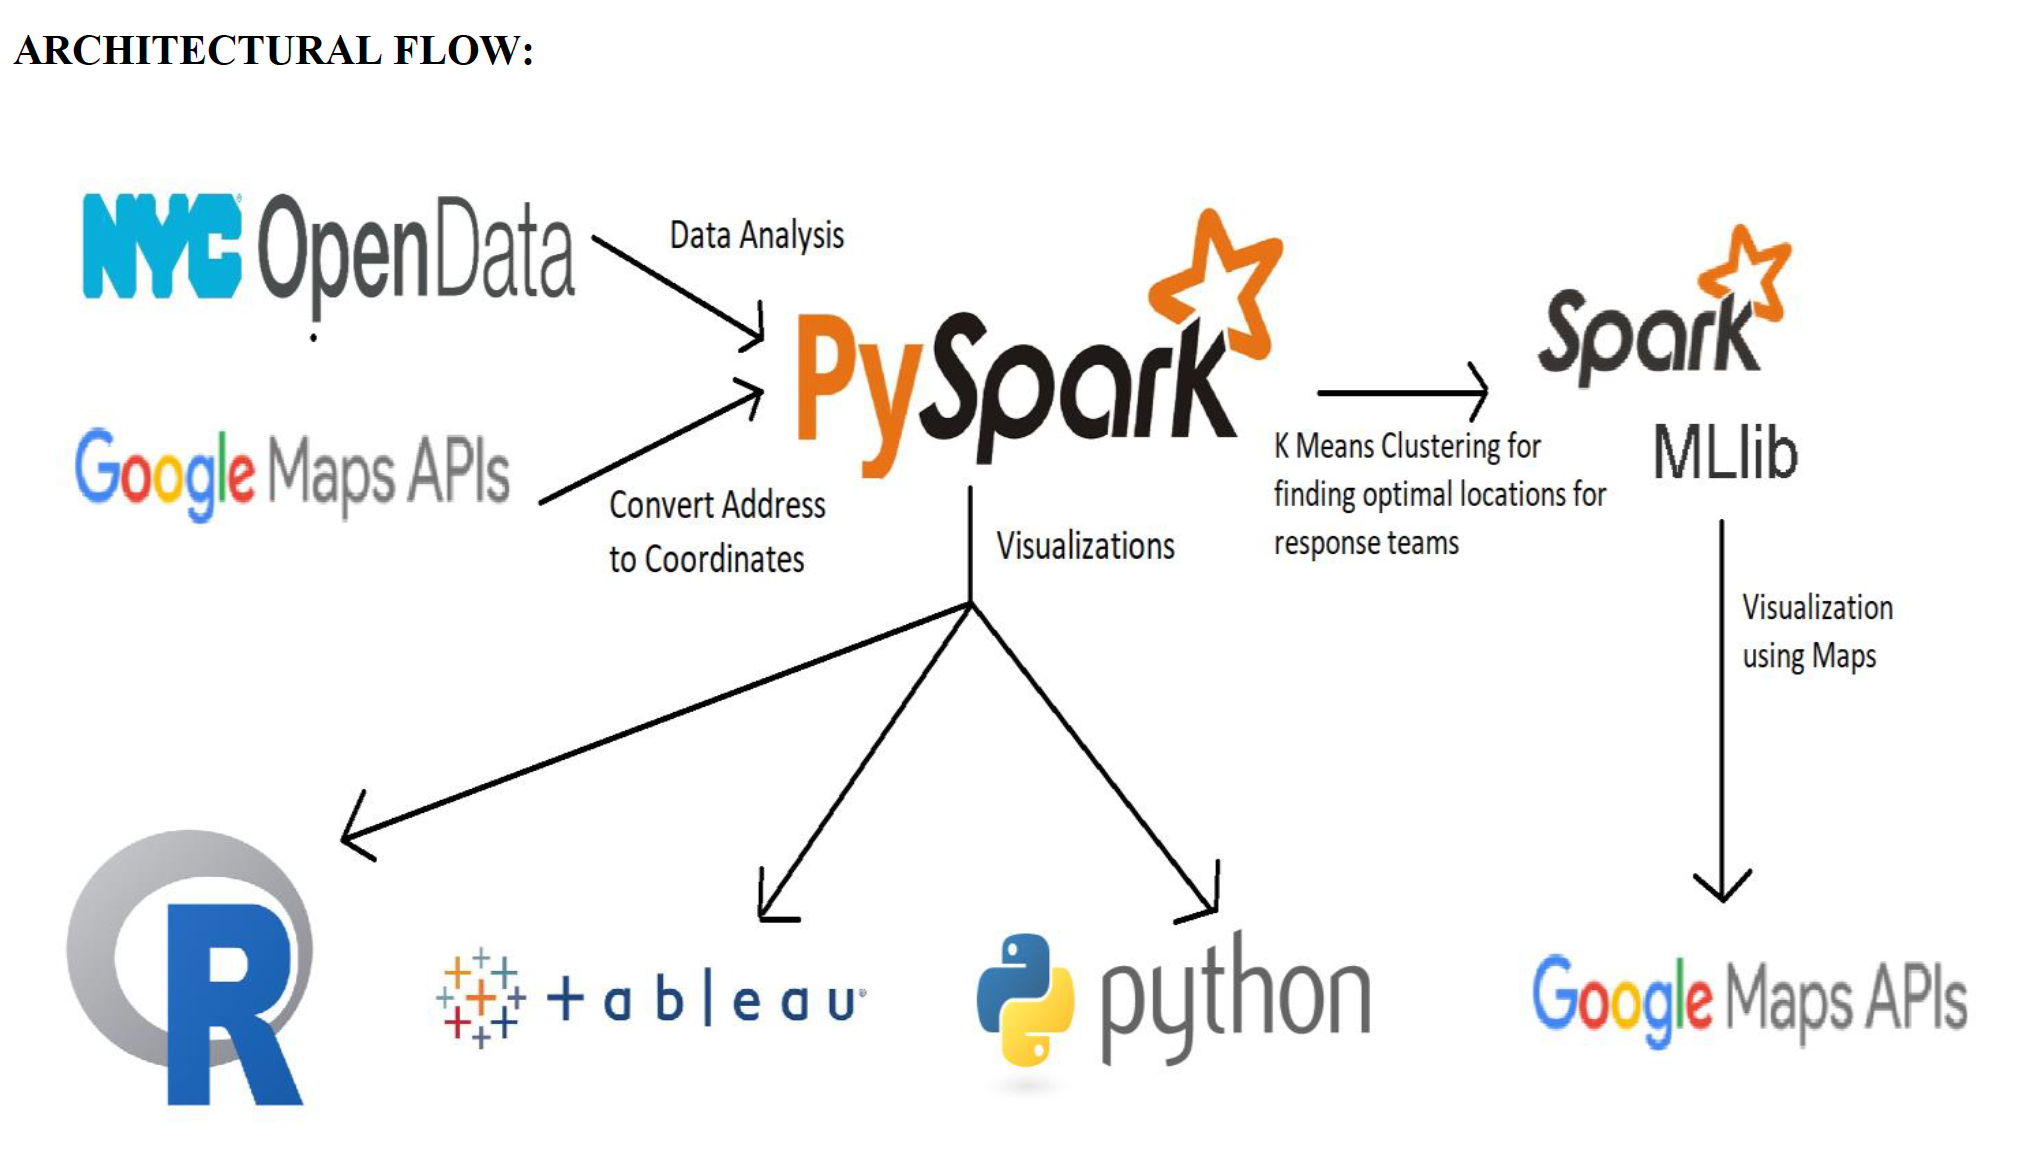 ARCHITECTURAL FLOW:
NYC OpenData
Data Analysis
PySpark
Spark
MLlib
Google Maps APIs
Convert Address
to Coordinates
K Means Clustering for
finding optimal locations for
response teams
Visualizations
Visualization
using Maps
R
+ableau
python
Google Maps APIs